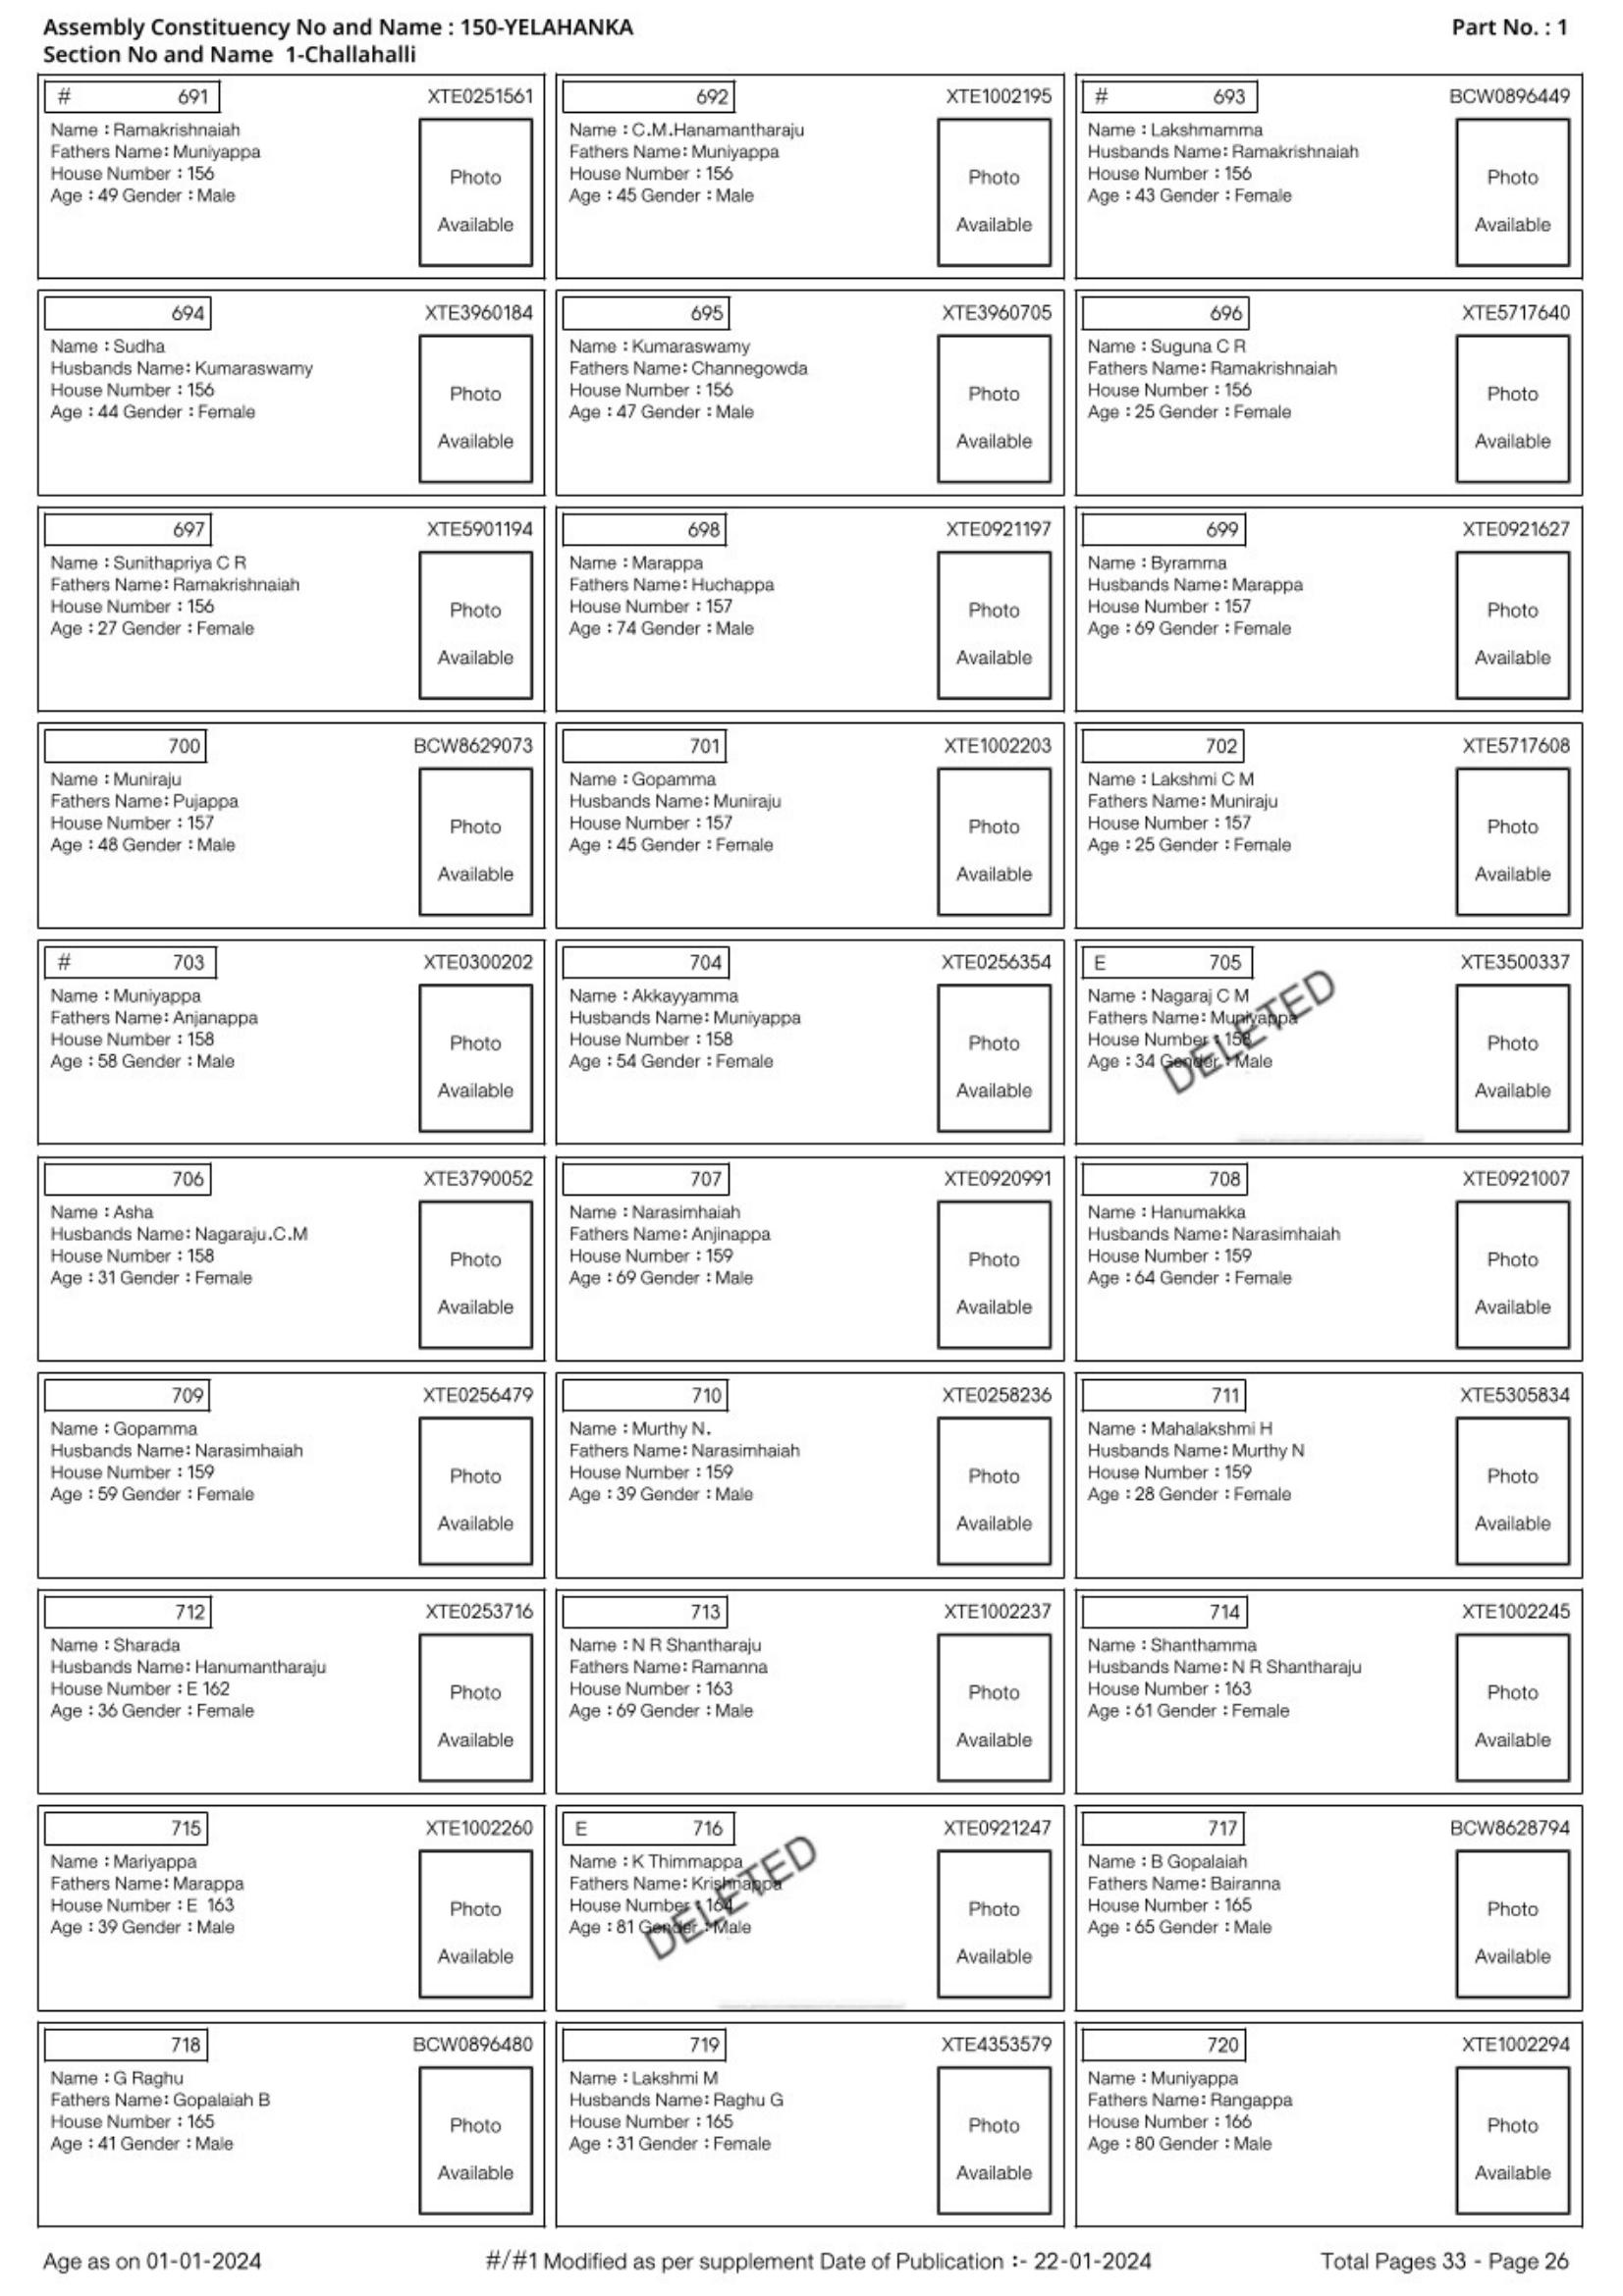 Assembly Constituency No and Name : 150-YELAHANKA
Part No. : 1
Section No and Name 1-Challahalli
# 691 XTE0251561
Name : Ramakrishnaiah
Fathers Name: Muniyappa
House Number : 156
Age : 49 Gender : Male
Photo
Available
692 XTE1002195
Name : C.M.Hanamantharaju
Fathers Name: Muniyappa
House Number : 156
Age : 45 Gender : Male
Photo
Available
# 693 BCW0896449
Name : Lakshmamma
Husbands Name: Ramakrishnaiah
House Number : 156
Age : 43 Gender : Female
Photo
Available
694 XTE3960184
Name : Sudha
Husbands Name: Kumaraswamy
House Number : 156
Age : 44 Gender : Female
Photo
Available
695 XTE3960705
Name : Kumaraswamy
Fathers Name: Channegowda
House Number : 156
Age : 47 Gender : Male
Photo
Available
696 XTE5717640
Name : Suguna C R
Fathers Name: Ramakrishnaiah
House Number : 156
Age : 25 Gender : Female
Photo
Available
697 XTE5901194
Name : Sunithapriya C R
Fathers Name: Ramakrishnaiah
House Number : 156
Age : 27 Gender : Female
Photo
Available
698 XTE0921197
Name : Marappa
Fathers Name: Huchappa
House Number : 157
Age : 74 Gender : Male
Photo
Available
699 XTE0921627
Name : Byramma
Husbands Name: Marappa
House Number : 157
Age : 69 Gender : Female
Photo
Available
700 BCW8629073
Name : Muniraju
Fathers Name: Pujappa
House Number : 157
Age : 48 Gender : Male
Photo
Available
701 XTE1002203
Name : Gopamma
Husbands Name: Muniraju
House Number : 157
Age : 45 Gender : Female
Photo
Available
702 XTE5717608
Name : Lakshmi C M
Fathers Name: Muniraju
House Number : 157
Age : 25 Gender : Female
Photo
Available
# 703 XTE0300202
Name : Muniyappa
Fathers Name: Anjanappa
House Number : 158
Age : 58 Gender : Male
Photo
Available
704 XTE0256354
Name : Akkayyamma
Husbands Name: Muniyappa
House Number : 158
Age : 54 Gender : Female
Photo
Available
E 705 XTE3500337
Name : Nagaraj C M
Fathers Name: Muniyappa
House Number : 158
Age : 34 Gender : Male
DELETED
Photo
Available
706 XTE3790052
Name : Asha
Husbands Name: Nagaraju.C.M
House Number : 158
Age : 31 Gender : Female
Photo
Available
707 XTE0920991
Name : Narasimhaiah
Fathers Name: Anjinappa
House Number : 159
Age : 69 Gender : Male
Photo
Available
708 XTE0921007
Name : Hanumakka
Husbands Name: Narasimhaiah
House Number : 159
Age : 64 Gender : Female
Photo
Available
709 XTE0256479
Name : Gopamma
Husbands Name: Narasimhaiah
House Number : 159
Age : 59 Gender : Female
Photo
Available
710 XTE0258236
Name : Murthy N.
Fathers Name: Narasimhaiah
House Number : 159
Age : 39 Gender : Male
Photo
Available
711 XTE5305834
Name : Mahalakshmi H
Husbands Name: Murthy N
House Number : 159
Age : 28 Gender : Female
Photo
Available
712 XTE0253716
Name : Sharada
Husbands Name: Hanumantharaju
House Number : E 162
Age : 36 Gender : Female
Photo
Available
713 XTE1002237
Name : N R Shantharaju
Fathers Name: Ramanna
House Number : 163
Age : 69 Gender : Male
Photo
Available
714 XTE1002245
Name : Shanthamma
Husbands Name: N R Shantharaju
House Number : 163
Age : 61 Gender : Female
Photo
Available
715 XTE1002260
Name : Mariyappa
Fathers Name: Marappa
House Number : E 163
Age : 39 Gender : Male
Photo
Available
E 716 XTE0921247
Name : K Thimmappa
Fathers Name: Krishnappa
House Number : 164
Age : 81 Gender : Male
DELETED
Photo
Available
717 BCW8628794
Name : B Gopalaiah
Fathers Name: Bairanna
House Number : 165
Age : 65 Gender : Male
Photo
Available
718 BCW0896480
Name : G Raghu
Fathers Name: Gopalaiah B
House Number : 165
Age : 41 Gender : Male
Photo
Available
719 XTE4353579
Name : Lakshmi M
Husbands Name: Raghu G
House Number : 165
Age : 31 Gender : Female
Photo
Available
720 XTE1002294
Name : Muniyappa
Fathers Name: Rangappa
House Number : 166
Age : 80 Gender : Male
Photo
Available
Age as on 01-01-2024
#/#1 Modified as per supplement Date of Publication :- 22-01-2024
Total Pages 33 - Page 26